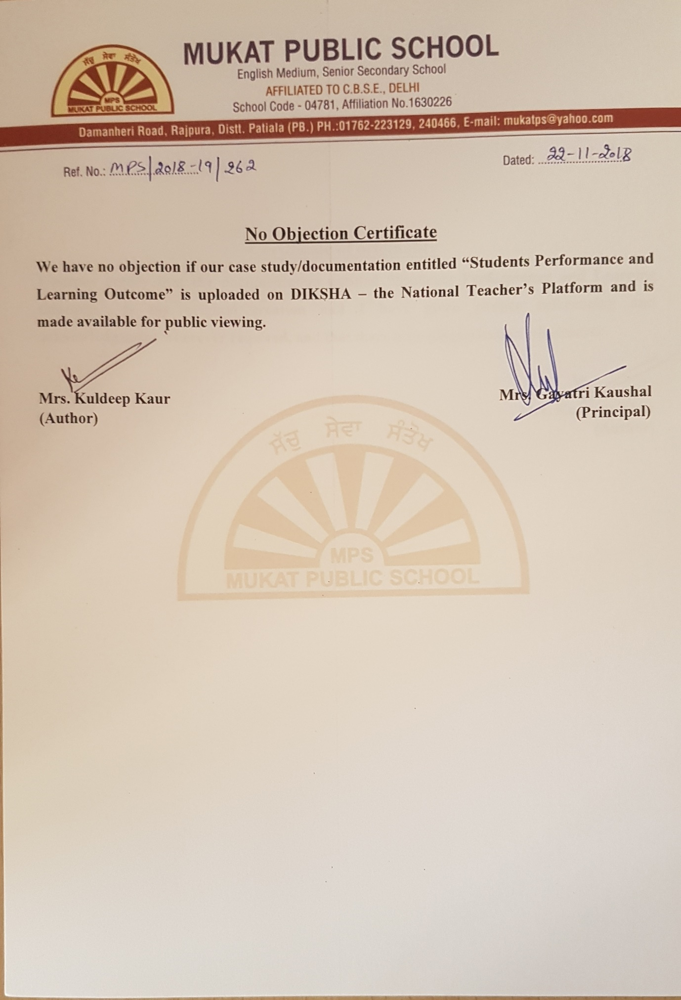 ਸੱਚੁ ਸੇਵਾ ਸੰਤੋਖ
MPS
MUKAT PUBLIC SCHOOL
MUKAT PUBLIC SCHOOL
English Medium, Senior Secondary School
AFFILIATED TO C.B.S.E., DELHI
School Code - 04781, Affiliation No.1630226
Damanheri Road, Rajpura, Distt. Patiala (PB.) PH.:01762-223129, 240466, E-mail: mukatps@yahoo.com
Ref. No.: MPS|2018-19|262
Dated: 22-11-2018
No Objection Certificate
We have no objection if our case study/documentation entitled “Students Performance and
Learning Outcome” is uploaded on DIKSHA – the National Teacher’s Platform and is
made available for public viewing.
Mrs. Kuldeep Kaur
(Author)
Mrs. Gayatri Kaushal
(Principal)
ਸੱਚੁ ਸੇਵਾ ਸੰਤੋਖ
MPS
MUKAT PUBLIC SCHOOL